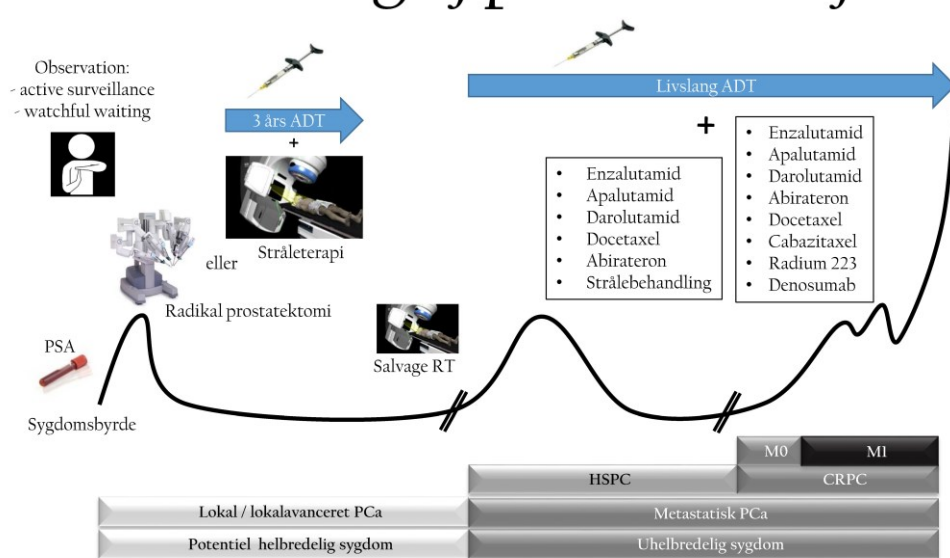 Observation:
- active surveillance
- watchful waiting
3 års ADT
+
Stråleterapi
eller
Radikal prostatektomi
PSA
Sygdomsbyrde
Salvage RT
Livslang ADT
+
• Enzalutamid
• Apalutamid
• Darolutamid
• Docetaxel
• Abirateron
• Strålebehandling
• Enzalutamid
• Apalutamid
• Darolutamid
• Abirateron
• Docetaxel
• Cabazitaxel
• Radium 223
• Denosumab
M0
M1
HSPC
CRPC
Lokal / lokalavanceret PCa
Metastatisk PCa
Potentiel helbredelig sygdom
Uhelbredelig sygdom